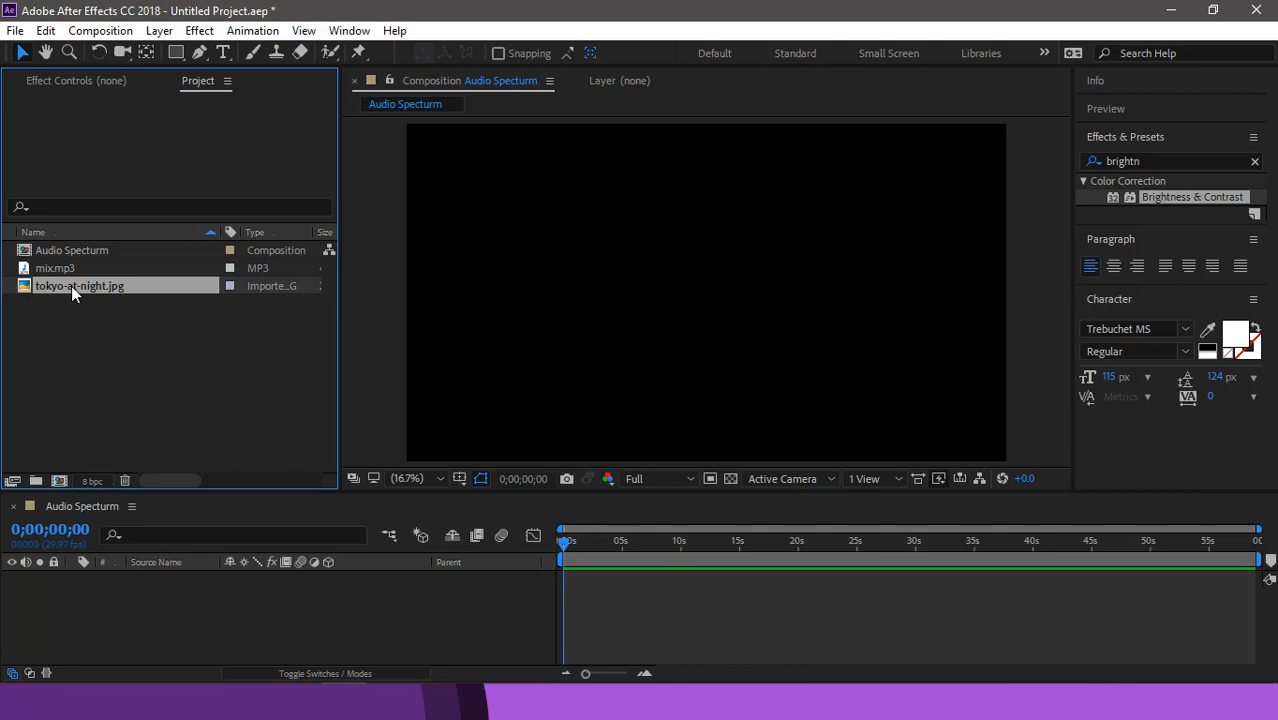 Adobe After Effects CC 2018 - Untitled Project.aep *
File Edit Composition Layer Effect Animation View Window Help
Snapping Default Standard Small Screen Libraries Search Help
Effect Controls (none) Project
Composition Audio Specturm Layer (none)
Audio Specturm
Name Type Size
Audio Specturm Composition
mix.mp3 MP3
tokyo-at-night.jpg Importe...G
8 bpc
(16.7%) 0;00;00;00 Full Active Camera 1 View +0.0
Info
Preview
Effects & Presets
brightn
Color Correction
32 Brightness & Contrast
Paragraph
Character
Trebuchet MS
Regular
115 px 124 px
Metrics 0
Audio Specturm
0;00;00;00
00000 (29.97 fps)
# Source Name Parent
05s 10s 15s 20s 25s 30s 35s 40s 45s 50s 55s
Toggle Switches / Modes